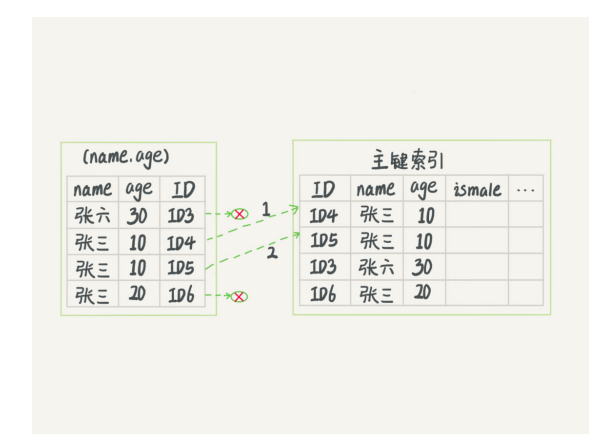 (name.age)
name age ID
张六 30 ID3
张三 10 ID4
张三 10 ID5
张三 20 ID6
1
2
主键索引
ID name age ismale ...
ID4 张三 10
ID5 张三 10
ID3 张六 30
ID6 张三 20